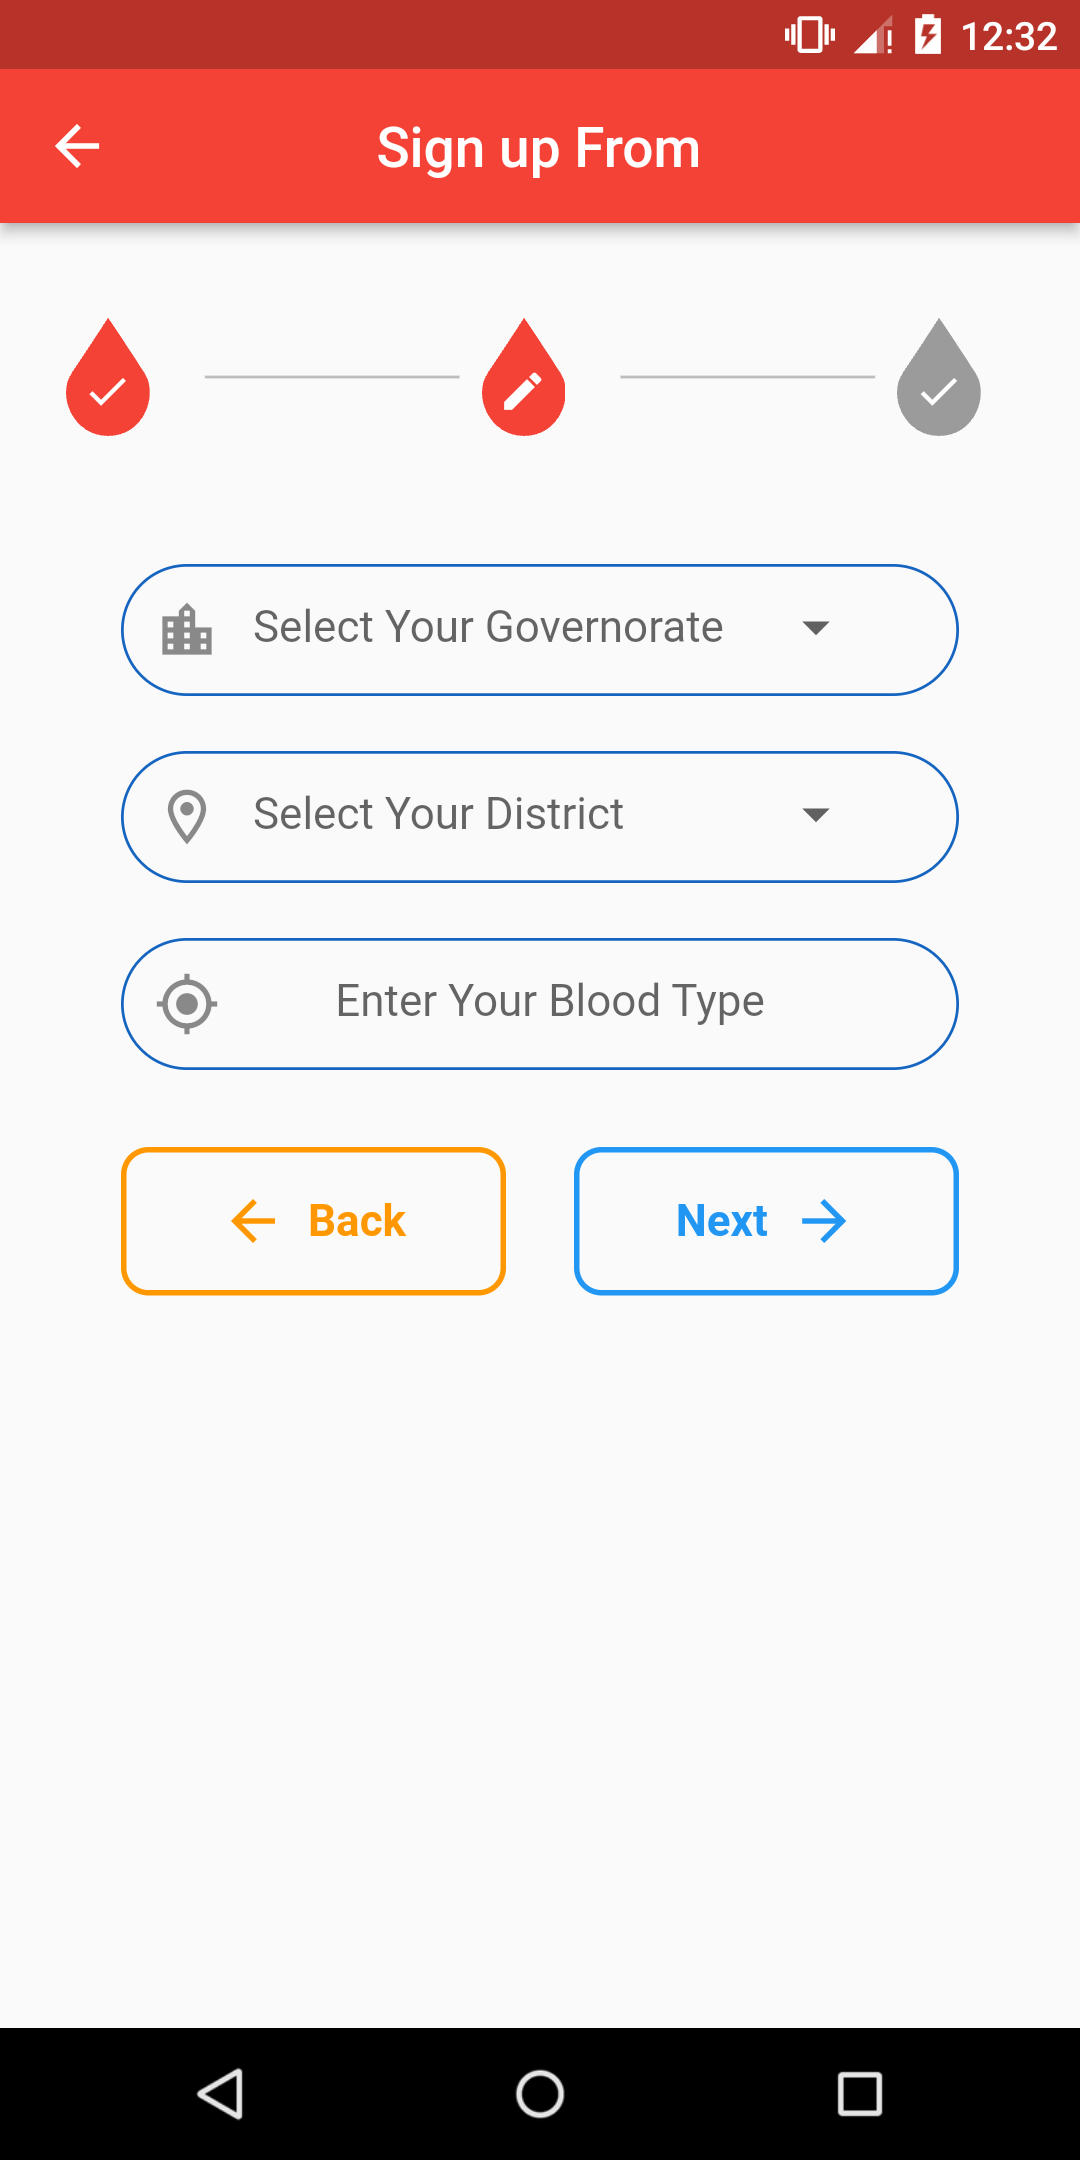 12:32
Sign up From
Select Your Governorate
Select Your District
Enter Your Blood Type
Back
Next